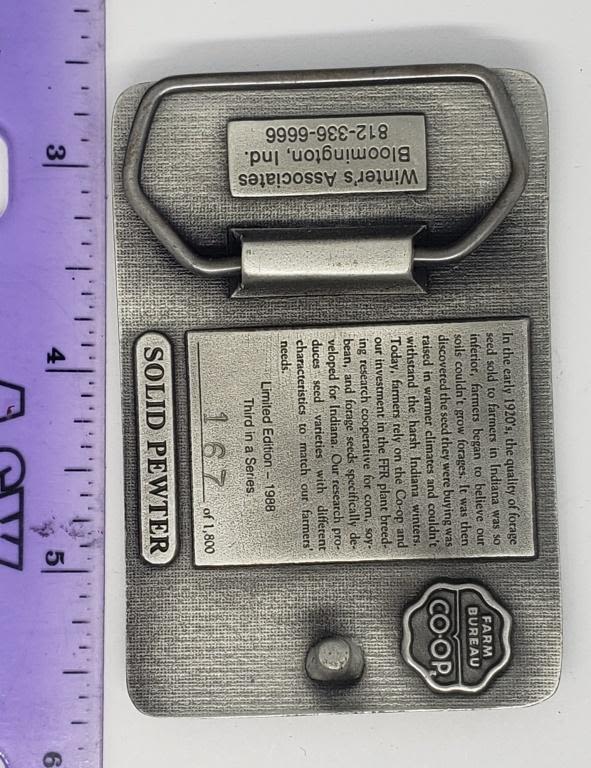 Winter's Associates
Bloomington, Ind.
812-336-6666
In the early 1920's, the quality of forage
seed sold to farmers in Indiana was so
inferior, farmers began to believe our
soils couldn't grow forages. It was then
discovered the seed they were buying was
raised in warmer climates and couldn't
withstand the harsh Indiana winters.
Today, farmers rely on the Co-op and
our investment in the FFR plant breed-
ing research cooperative for corn, soy-
bean, and forage seeds specifically de-
veloped for Indiana. Our research pro-
duces seed varieties with different
characteristics to match our farmers'
needs.
Limited Edition - 1988
Third in a Series
167 of 1,800
SOLID PEWTER
FARM
BUREAU
CO-OP
3
4
5
6